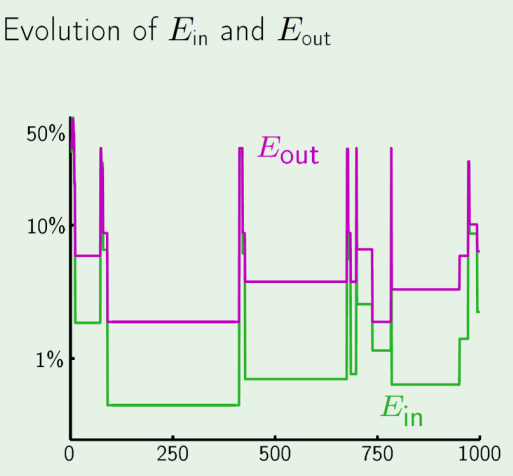 Evolution of E_in and E_out
50%
E_out
10%
1%
E_in
0 250 500 750 1000